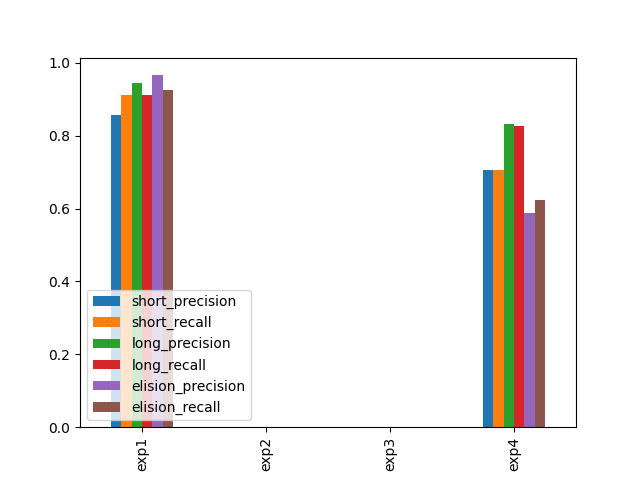 1.0
0.8
0.6
0.4
0.2
0.0
short_precision
short_recall
long_precision
long_recall
elision_precision
elision_recall
exp1
exp2
exp3
exp4